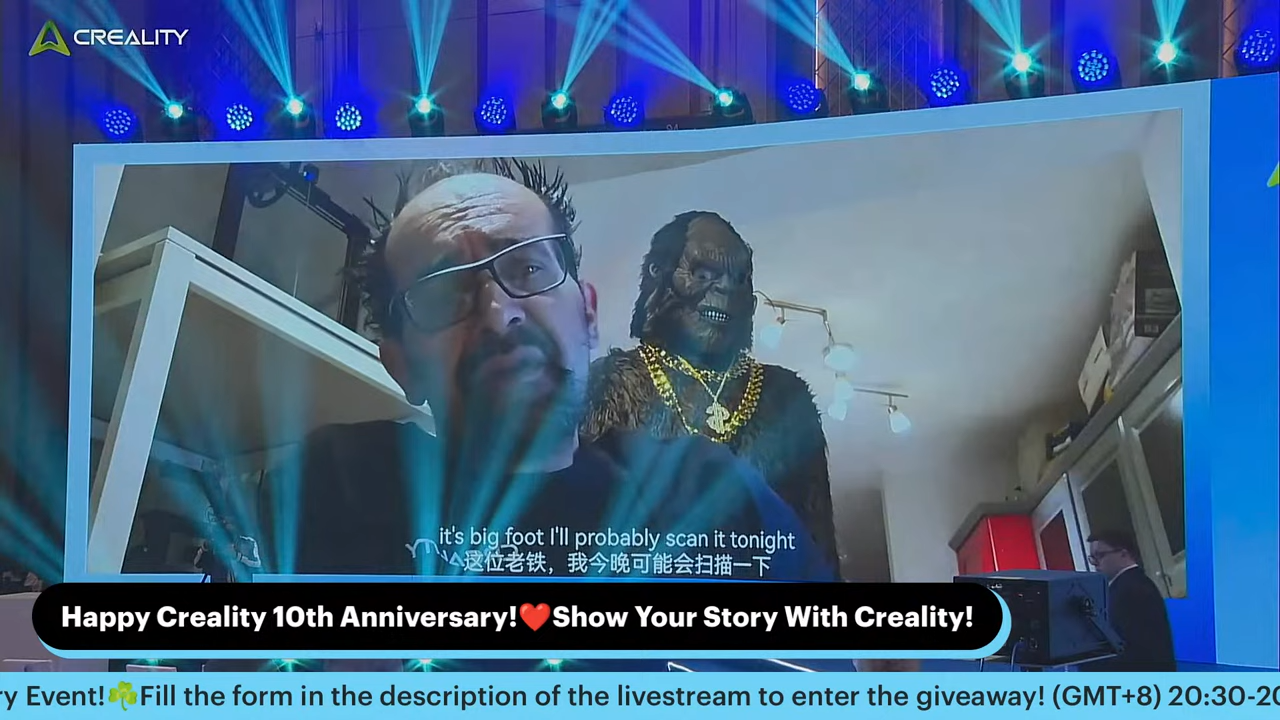 CREALITY
it's big foot I'll probably scan it tonight
这位老铁，我今晚可能会扫描一下
Happy Creality 10th Anniversary!❤️Show Your Story With Creality!
ry Event!☘️Fill the form in the description of the livestream to enter the giveaway! (GMT+8) 20:30-20